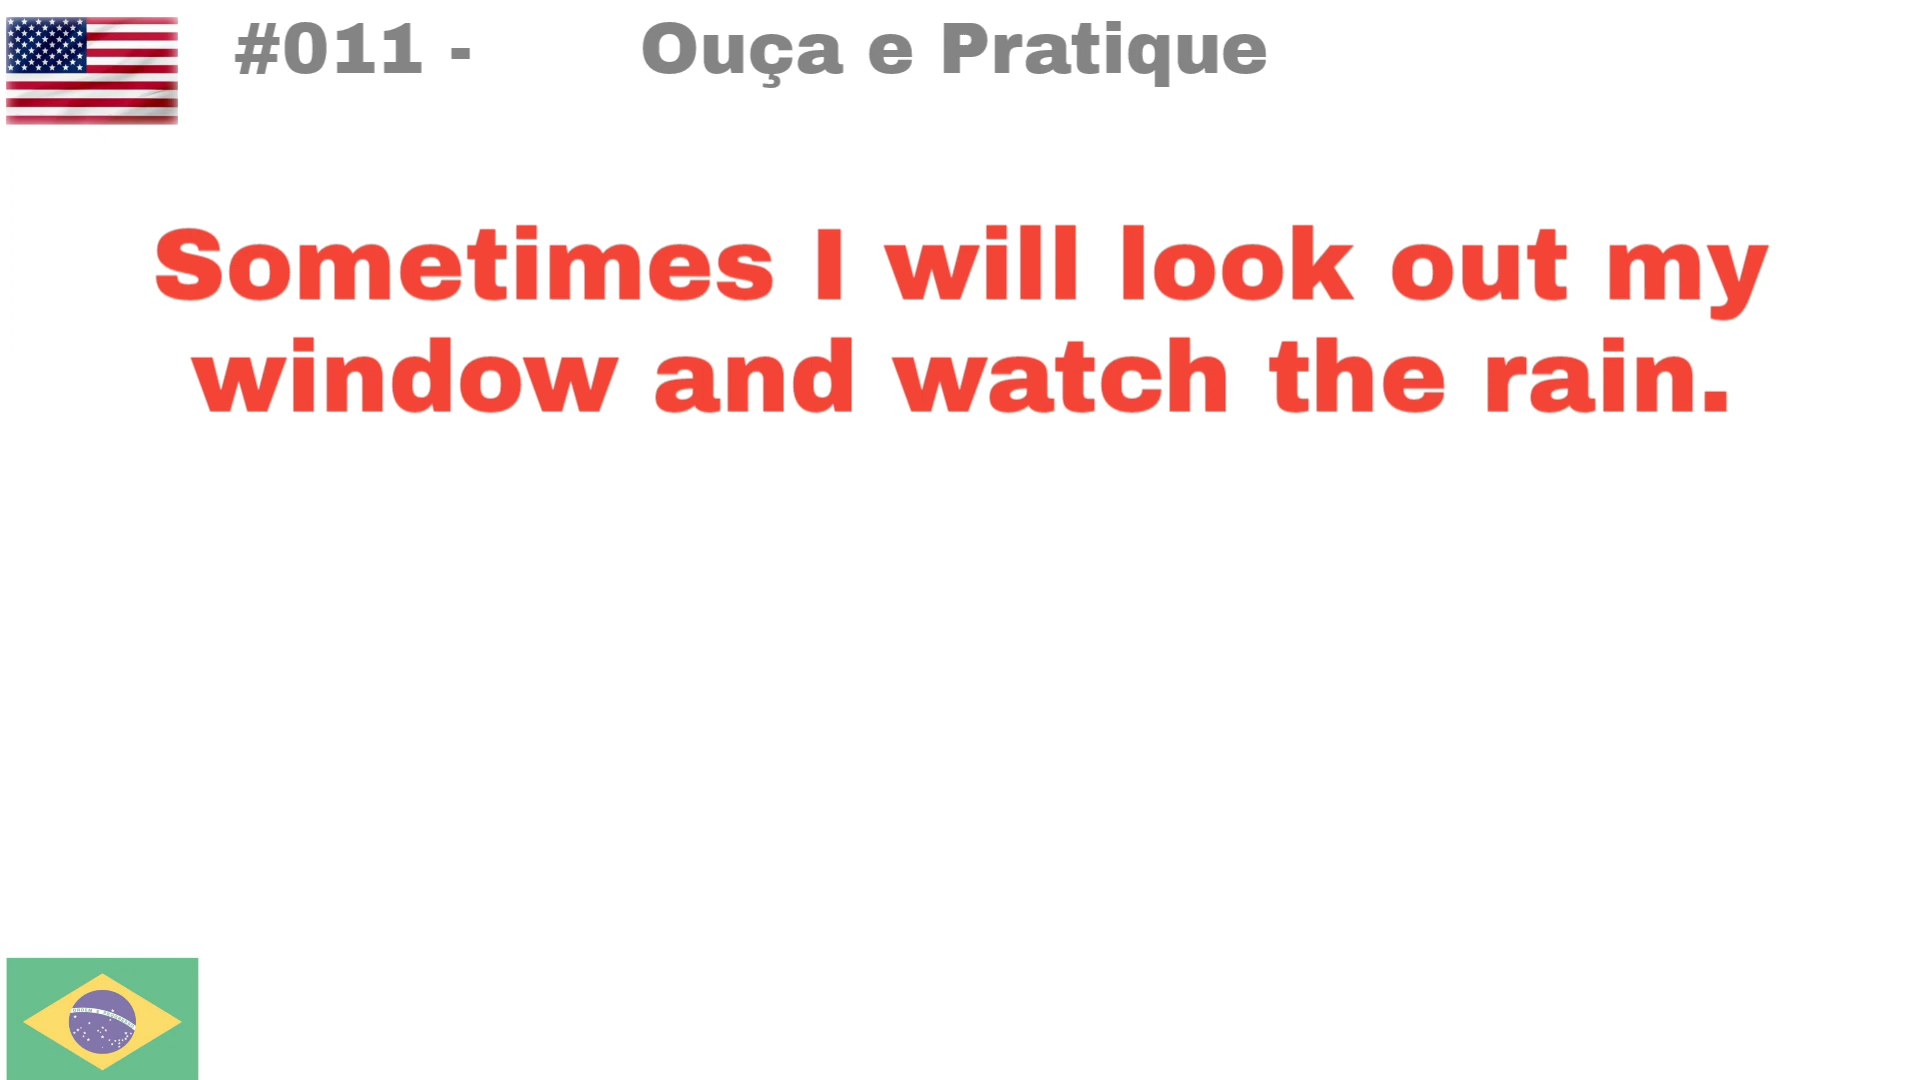 #011 - Ouça e Pratique
Sometimes I will look out my
window and watch the rain.